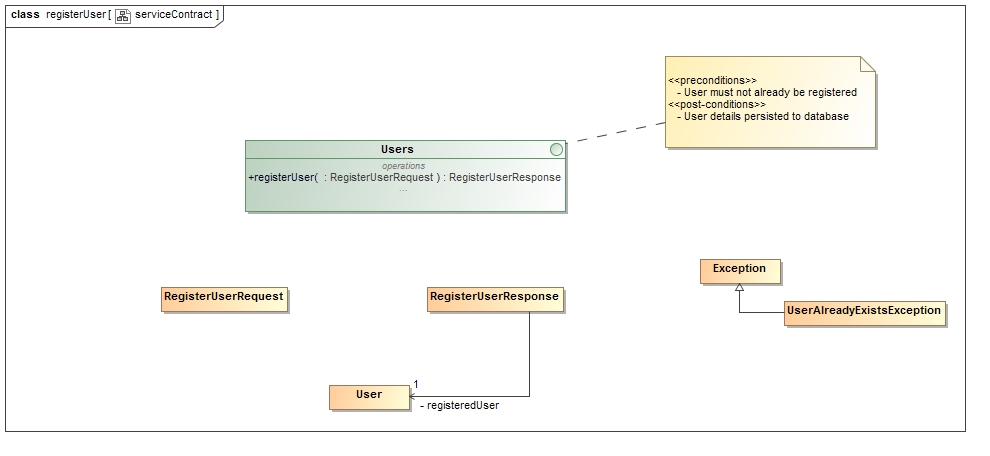 class registerUser[ serviceContract ]
<<preconditions>>
- User must not already be registered
<<post-conditions>>
- User details persisted to database
Users
operations
+registerUser( : RegisterUserRequest ) : RegisterUserResponse
...
Exception
RegisterUserRequest
RegisterUserResponse
UserAlreadyExistsException
User
1
- registeredUser